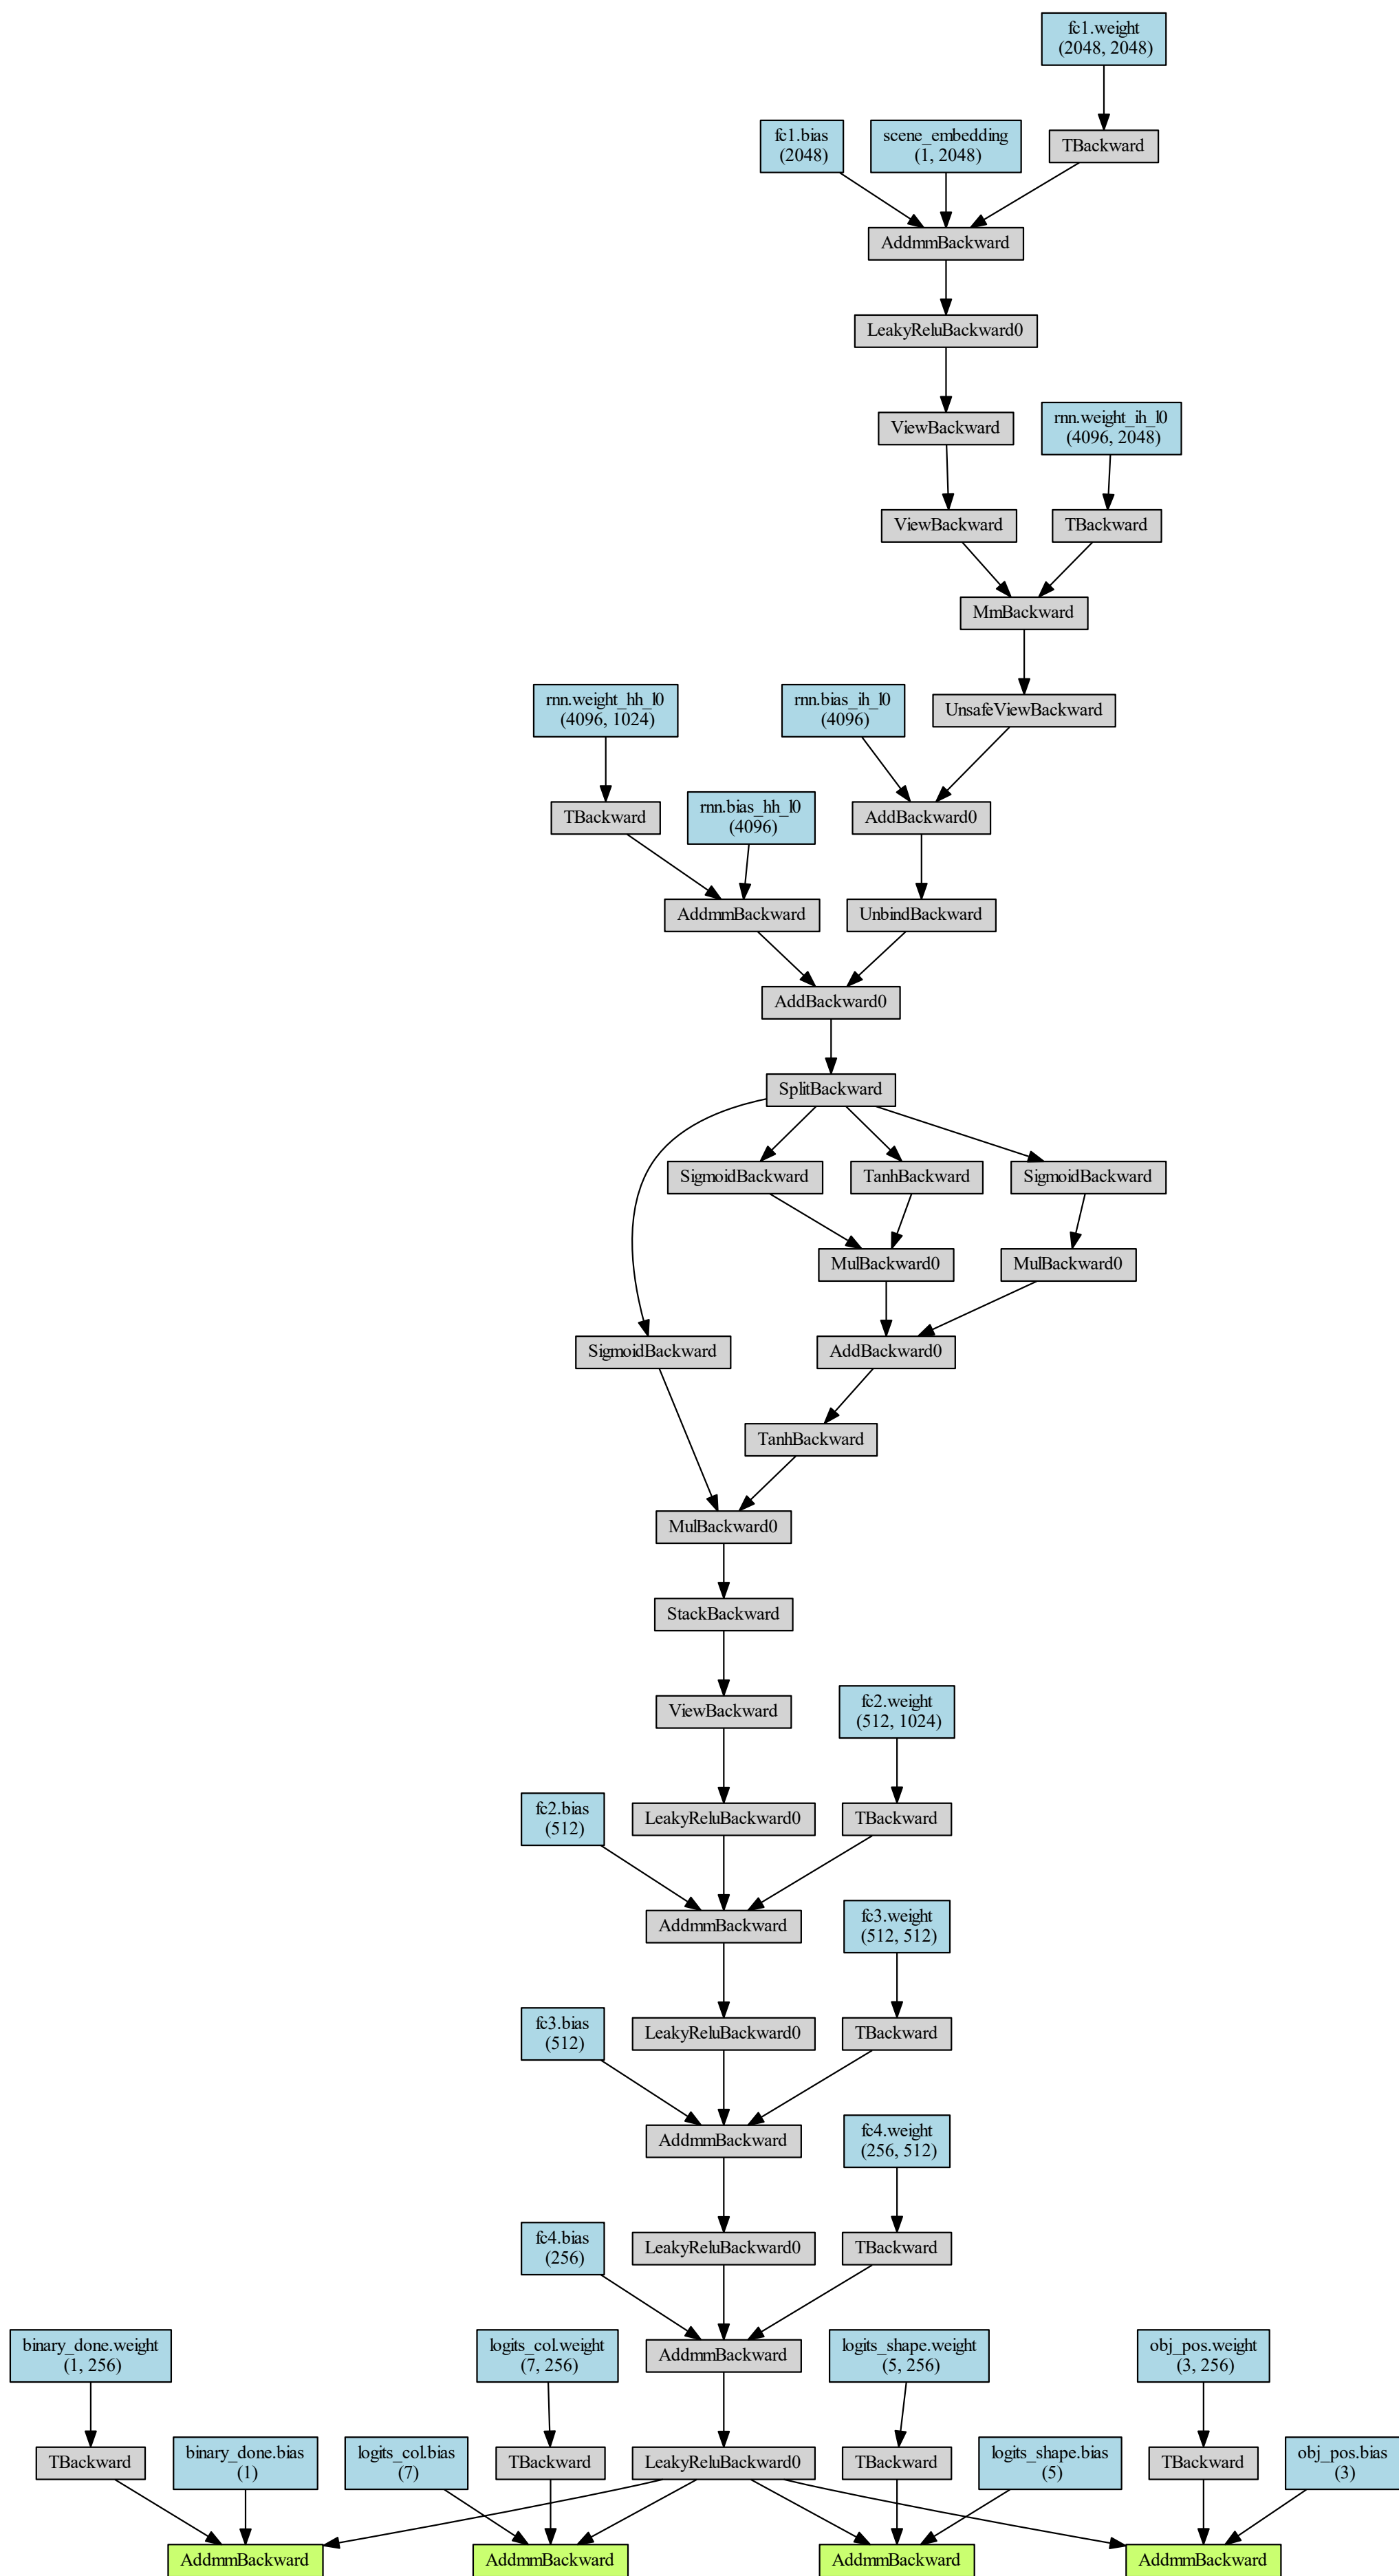 fc1.weight
(2048, 2048)
fc1.bias
(2048)
scene_embedding
(1, 2048)
TBackward
AddmmBackward
LeakyReluBackward0
ViewBackward
rnn.weight_ih_l0
(4096, 2048)
ViewBackward
TBackward
MmBackward
rnn.weight_hh_l0
(4096, 1024)
rnn.bias_ih_l0
(4096)
UnsafeViewBackward
TBackward
rnn.bias_hh_l0
(4096)
AddBackward0
AddmmBackward
UnbindBackward
AddBackward0
SplitBackward
SigmoidBackward
TanhBackward
SigmoidBackward
MulBackward0
MulBackward0
SigmoidBackward
AddBackward0
TanhBackward
MulBackward0
StackBackward
ViewBackward
fc2.weight
(512, 1024)
fc2.bias
(512)
LeakyReluBackward0
TBackward
AddmmBackward
fc3.weight
(512, 512)
fc3.bias
(512)
LeakyReluBackward0
TBackward
AddmmBackward
fc4.weight
(256, 512)
fc4.bias
(256)
LeakyReluBackward0
TBackward
binary_done.weight
(1, 256)
logits_col.weight
(7, 256)
AddmmBackward
logits_shape.weight
(5, 256)
obj_pos.weight
(3, 256)
TBackward
binary_done.bias
(1)
logits_col.bias
(7)
TBackward
LeakyReluBackward0
TBackward
logits_shape.bias
(5)
TBackward
obj_pos.bias
(3)
AddmmBackward
AddmmBackward
AddmmBackward
AddmmBackward